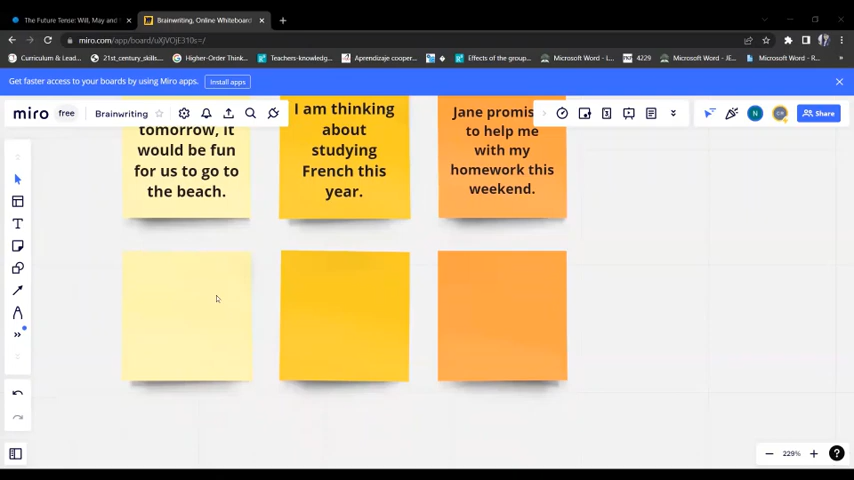 The Future Tense: Will, May and
Brainwriting, Online Whiteboard
miro.com/app/board/uXjVOjE310s=/
Curriculum & Lead...
21st_century_skills....
Higher-Order Think...
Teachers-knowledg...
Aprendizaje cooper...
Effects of the group...
Microsoft Word - L...
4229
Microsoft Word - JE...
Microsoft Word - R...
Get faster access to your boards by using Miro apps.
Install apps
miro
free
Brainwriting
N
Share
tomorrow, it
would be fun
for us to go to
the beach.
I am thinking
about
studying
French this
year.
Jane promis
to help me
with my
homework this
weekend.
229%